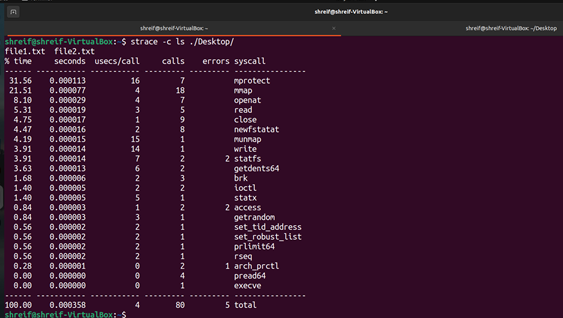 shreif@shreif-VirtualBox: ~
shreif@shreif-VirtualBox: ~
shreif@shreif-VirtualBox: ~/Desktop
shreif@shreif-VirtualBox:~$ strace -c ls ./Desktop/
file1.txt  file2.txt
% time     seconds  usecs/call     calls    errors syscall
------ ----------- ----------- --------- --------- ----------------
 31.56    0.000113          16         7           mprotect
 21.51    0.000077           4        18           mmap
  8.10    0.000029           4         7           openat
  5.31    0.000019           3         5           read
  4.75    0.000017           1         9           close
  4.47    0.000016           2         8           newfstatat
  4.19    0.000015          15         1           munmap
  3.91    0.000014          14         1           write
  3.91    0.000014           7         2         2 statfs
  3.63    0.000013           6         2           getdents64
  1.68    0.000006           2         3           brk
  1.40    0.000005           2         2           ioctl
  1.40    0.000005           5         1           statx
  0.84    0.000003           1         2         2 access
  0.84    0.000003           3         1           getrandom
  0.56    0.000002           2         1           set_tid_address
  0.56    0.000002           2         1           set_robust_list
  0.56    0.000002           2         1           prlimit64
  0.56    0.000002           2         1           rseq
  0.28    0.000001           0         2         1 arch_prctl
  0.00    0.000000           0         4           pread64
  0.00    0.000000           0         1           execve
------ ----------- ----------- --------- --------- ----------------
100.00    0.000358           4        80         5 total
shreif@shreif-VirtualBox:~$